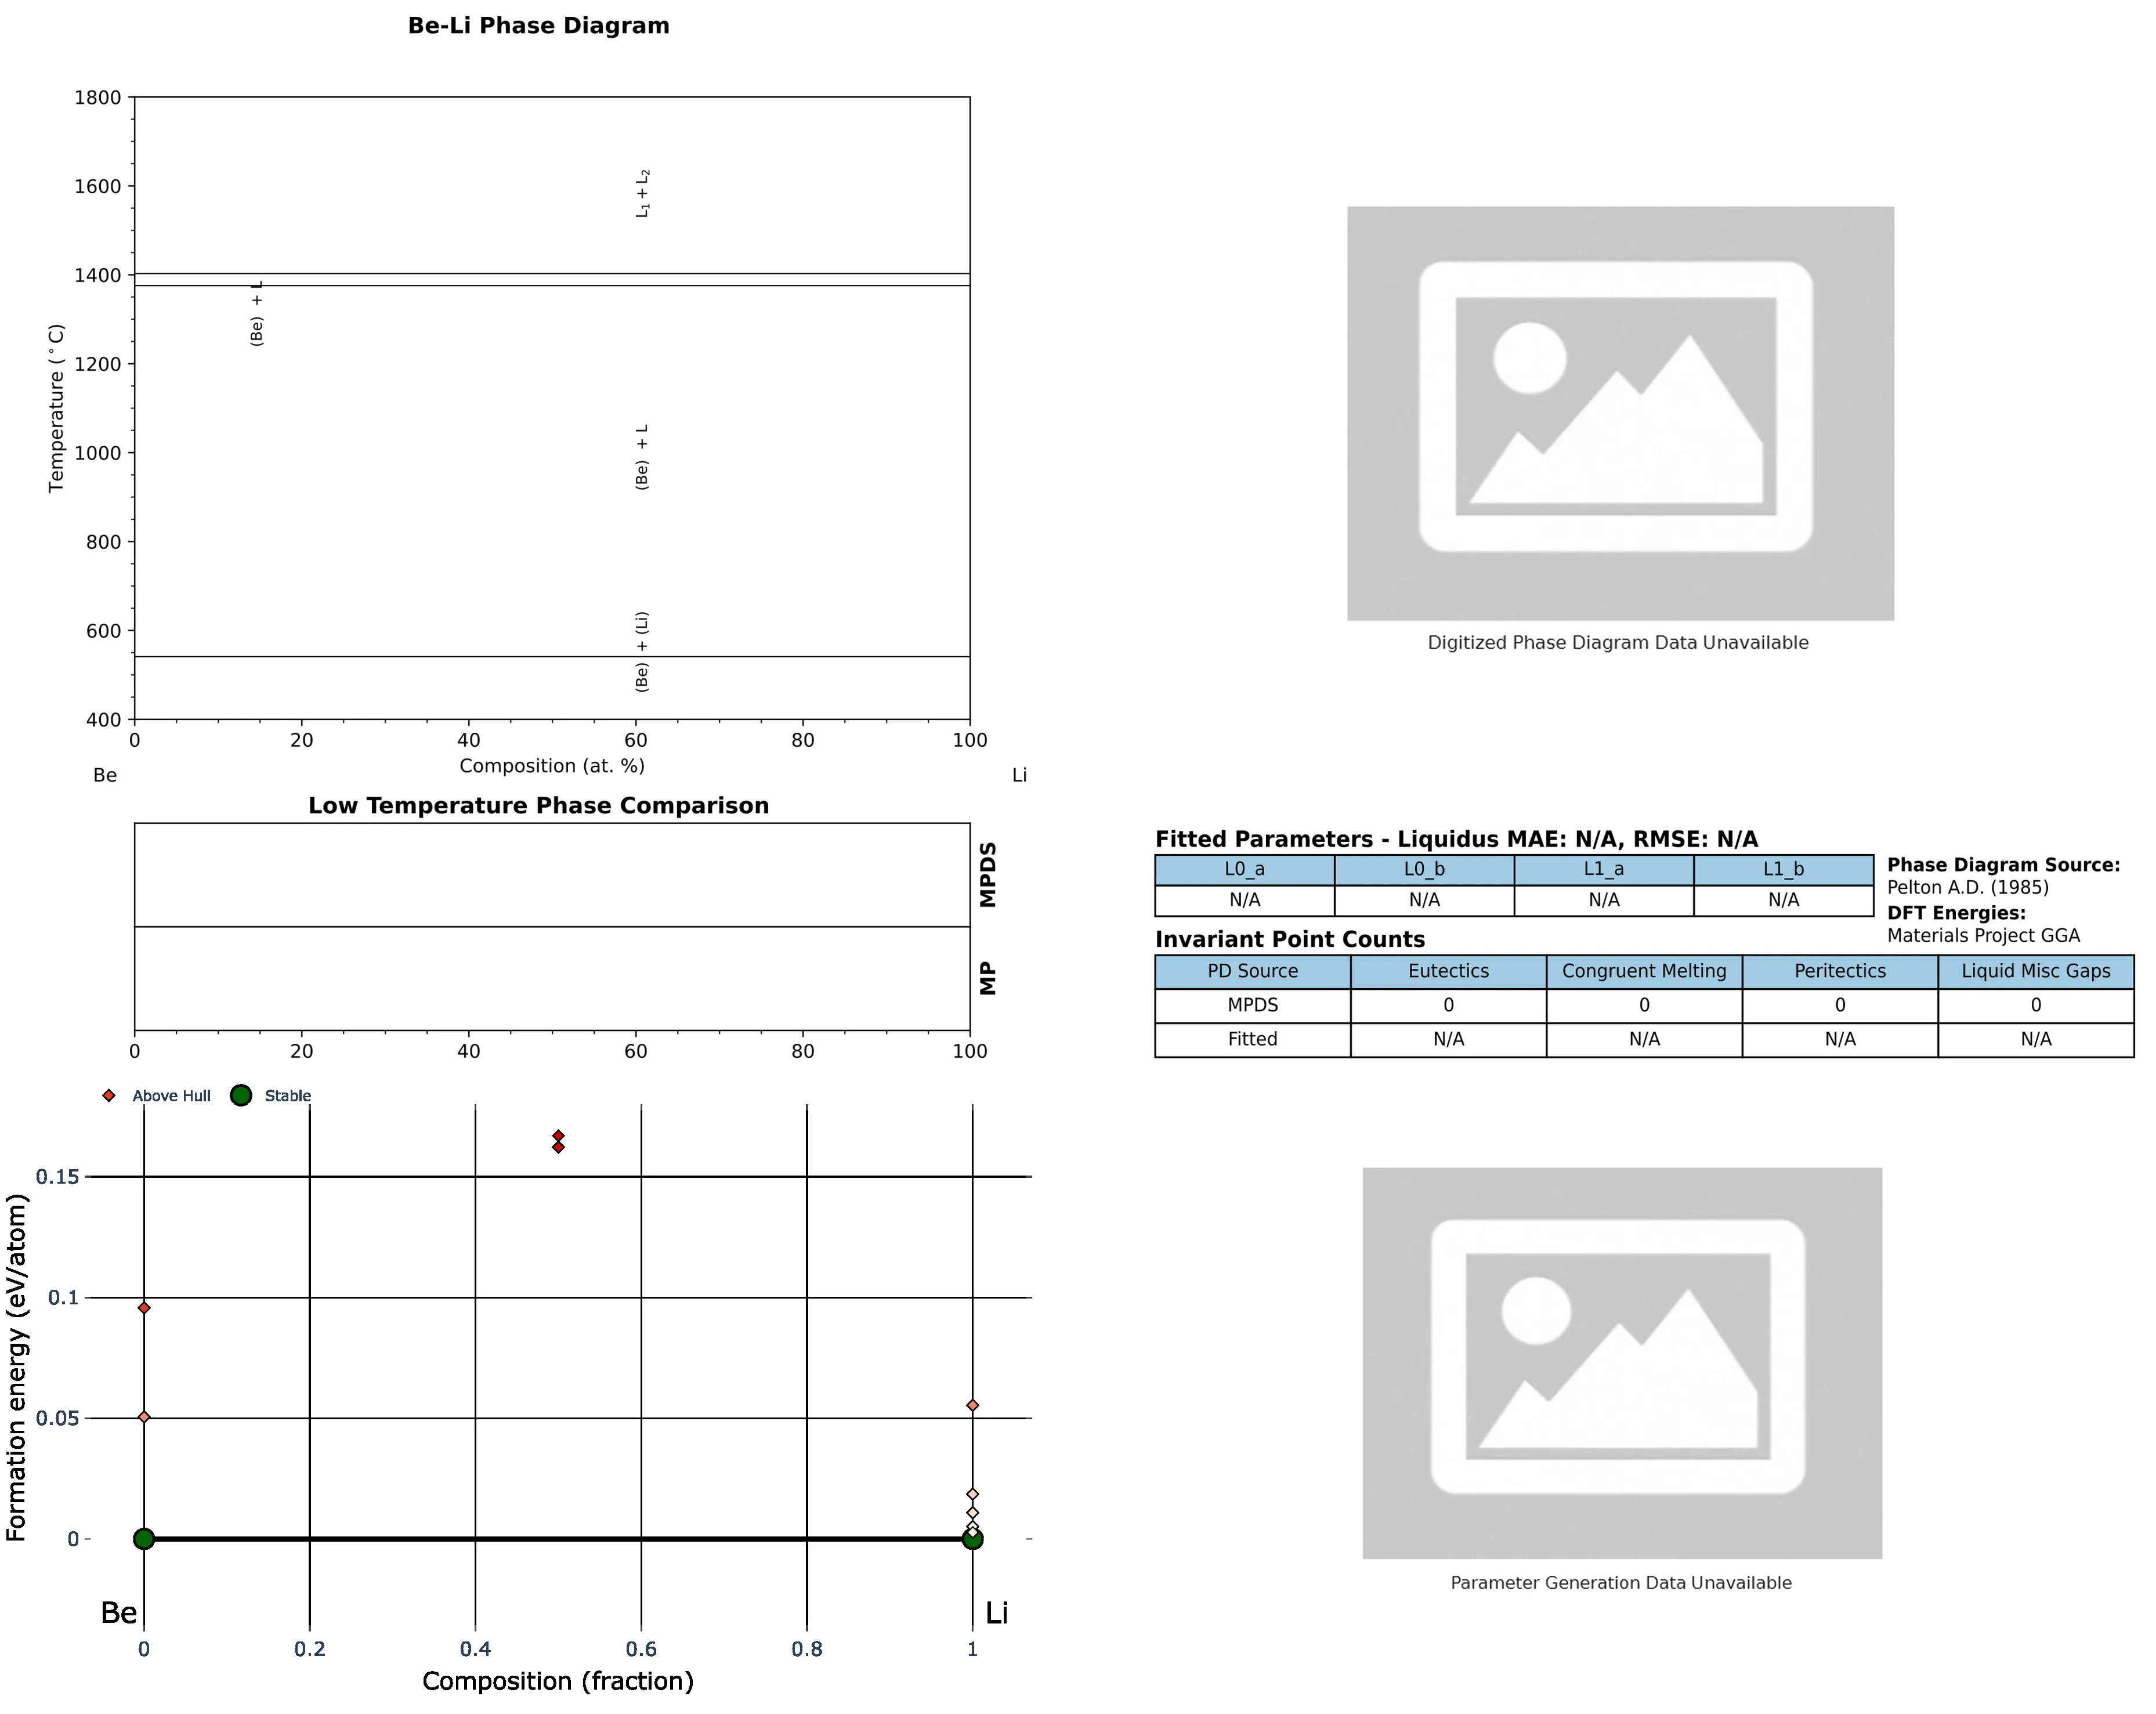 Be-Li Phase Diagram
1800
1600
1400
1200
1000
800
600
400
Temperature (°C)
L₁ + L₂
(Be) + L
(Be) + L
(Be) + (Li)
0 20 40 60 80 100
Composition (at. %)
Be Li
Digitized Phase Diagram Data Unavailable
Low Temperature Phase Comparison
MPDS
MP
0 20 40 60 80 100
Fitted Parameters - Liquidus MAE: N/A, RMSE: N/A
L0_a L0_b L1_a L1_b
N/A N/A N/A N/A
Phase Diagram Source:
Pelton A.D. (1985)
DFT Energies:
Materials Project GGA
Invariant Point Counts
PD Source Eutectics Congruent Melting Peritectics Liquid Misc Gaps
MPDS 0 0 0 0
Fitted N/A N/A N/A N/A
Above Hull Stable
0.15
0.1
0.05
0
Formation energy (eV/atom)
Be Li
0 0.2 0.4 0.6 0.8 1
Composition (fraction)
Parameter Generation Data Unavailable